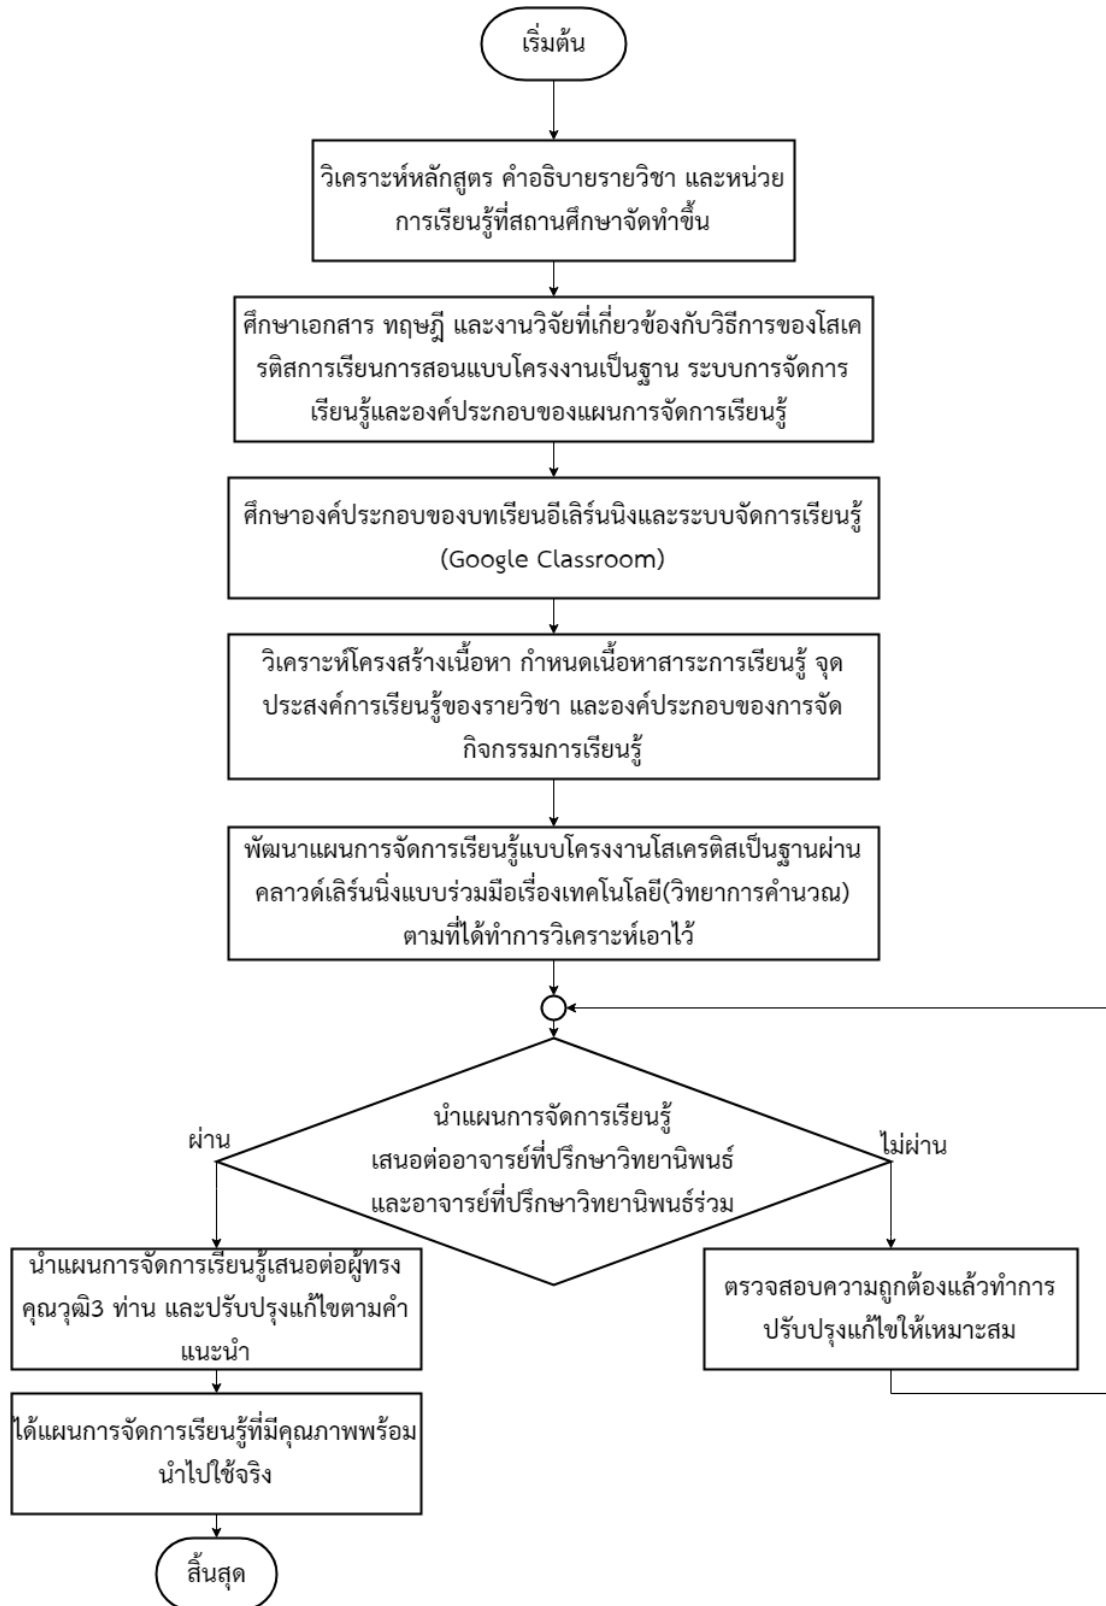 เริ่มต้น
วิเคราะห์หลักสูตร คำอธิบายรายวิชา และหน่วย
การเรียนรู้ที่สถานศึกษาจัดทำขึ้น
ศึกษาเอกสาร ทฤษฎี และงานวิจัยที่เกี่ยวข้องกับวิธีการของโสเค
รติสการเรียนการสอนแบบโครงงานเป็นฐาน ระบบการจัดการ
เรียนรู้และองค์ประกอบของแผนการจัดการเรียนรู้
ศึกษาองค์ประกอบของบทเรียนอีเลิร์นนิงและระบบจัดการเรียนรู้
(Google Classroom)
วิเคราะห์โครงสร้างเนื้อหา กำหนดเนื้อหาสาระการเรียนรู้ จุด
ประสงค์การเรียนรู้ของรายวิชา และองค์ประกอบของการจัด
กิจกรรมการเรียนรู้
พัฒนาแผนการจัดการเรียนรู้แบบโครงงานโสเครติสเป็นฐานผ่าน
คลาวด์เลิร์นนิ่งแบบร่วมมือเรื่องเทคโนโลยี(วิทยาการคำนวณ)
ตามที่ได้ทำการวิเคราะห์เอาไว้
นำแผนการจัดการเรียนรู้
เสนอต่ออาจารย์ที่ปรึกษาวิทยานิพนธ์
และอาจารย์ที่ปรึกษาวิทยานิพนธ์ร่วม
ผ่าน
ไม่ผ่าน
นำแผนการจัดการเรียนรู้เสนอต่อผู้ทรง
คุณวุฒิ3 ท่าน และปรับปรุงแก้ไขตามคำ
แนะนำ
ตรวจสอบความถูกต้องแล้วทำการ
ปรับปรุงแก้ไขให้เหมาะสม
ได้แผนการจัดการเรียนรู้ที่มีคุณภาพพร้อม
นำไปใช้จริง
สิ้นสุด